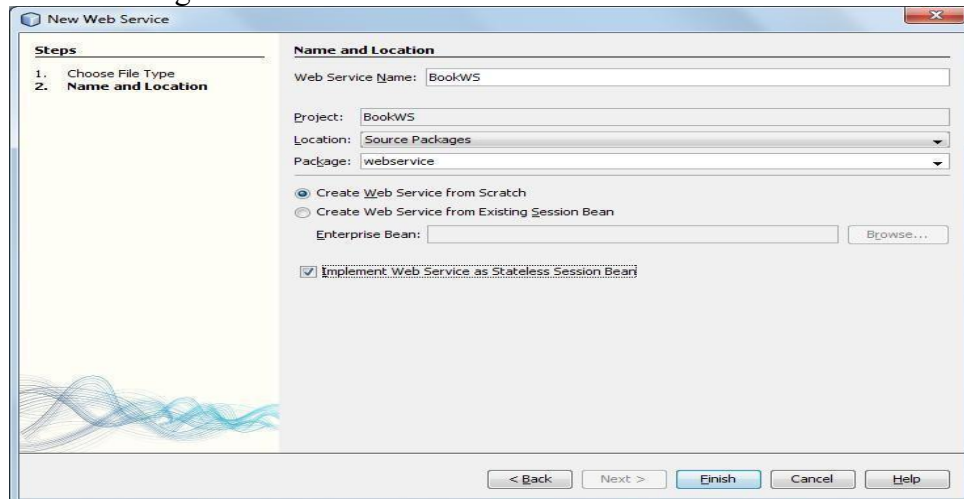 New Web Service
Steps
1. Choose File Type
2. Name and Location
Name and Location
Web Service Name: BookWS
Project: BookWS
Location: Source Packages
Package: webservice
Create Web Service from Scratch
Create Web Service from Existing Session Bean
Enterprise Bean: Browse...
Implement Web Service as Stateless Session Bean
< Back Next > Finish Cancel Help